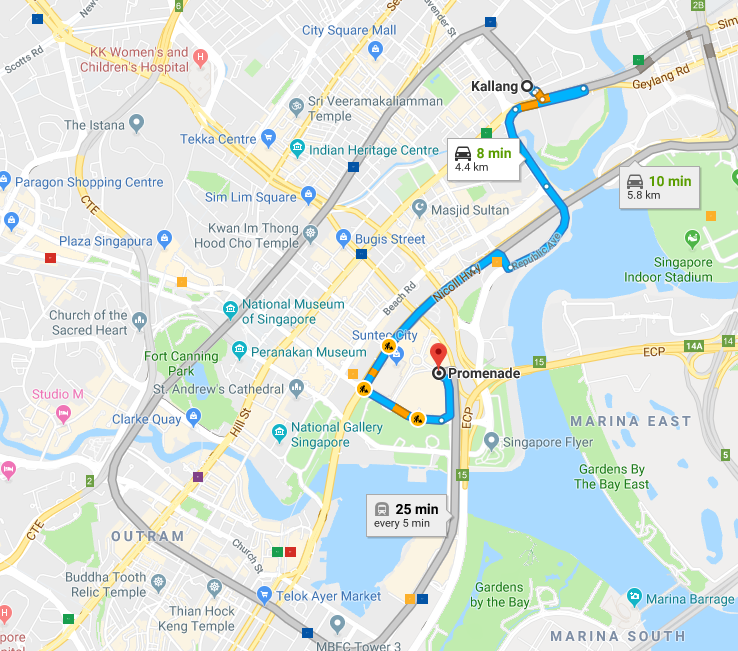 6
2B
Scotts Rd
City Square Mall
KK Women's and
Children's Hospital
Sim
Geylang Rd
Kallang
Sri Veeramakaliamman
Temple
The Istana
Tekka Centre
Indian Heritage Centre
8 min
4.4 km
Paragon Shopping Centre
CTE
Sim Lim Square
10 min
5.8 km
Masjid Sultan
Kwan Im Thong
Hood Cho Temple
Plaza Singapura
Bugis Street
Republic Ave
Singapore
Indoor Stadium
Nicoll Hwy
Beach Rd
National Museum
of Singapore
Church of the
Sacred Heart
Suntec City
Peranakan Museum
Fort Canning
Park
ECP
14A
14
15
Promenade
St. Andrew's Cathedral
Studio M
Clarke Quay
Hill St
ECP
National Gallery
Singapore
Singapore Flyer
MARINA EAST
Gardens By
The Bay East
5
2
15
25 min
every 5 min
CTE
OUTRAM
Church St
Buddha Tooth
Relic Temple
Telok Ayer Market
Gardens
by the Bay
Marina Barrage
Thian Hock
Keng Temple
pore
eral
MBFC Tower 3
MARINA SOUTH